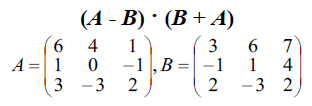 (A - B) · (B + A)
A = ( 6 4 1 ; 1 0 −1 ; 3 −3 2 ), B = ( 3 6 7 ; −1 1 4 ; 2 −3 2 )